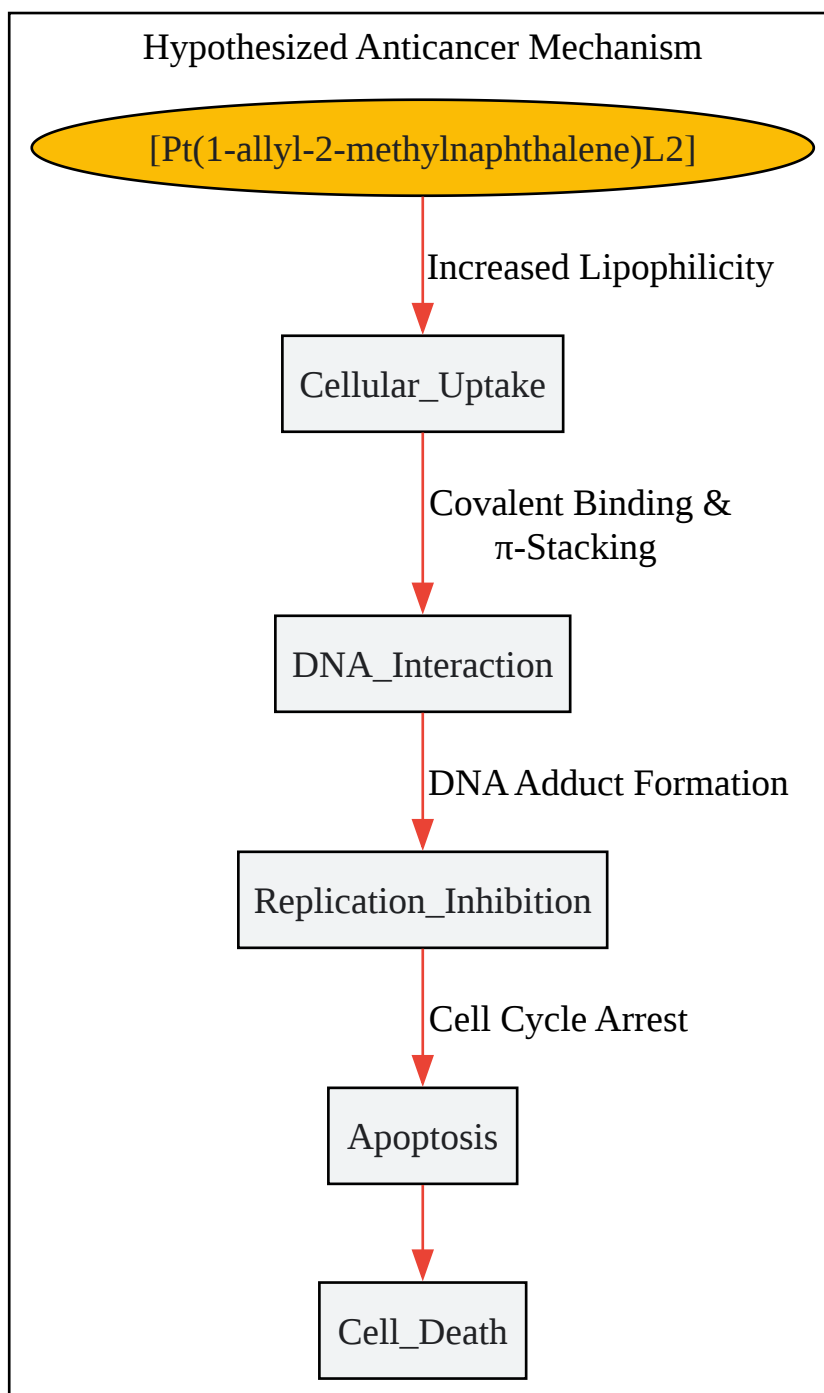 Hypothesized Anticancer Mechanism
[Pt(1-allyl-2-methylnaphthalene)L2]
Increased Lipophilicity
Cellular_Uptake
Covalent Binding &
π-Stacking
DNA_Interaction
DNA Adduct Formation
Replication_Inhibition
Cell Cycle Arrest
Apoptosis
Cell_Death